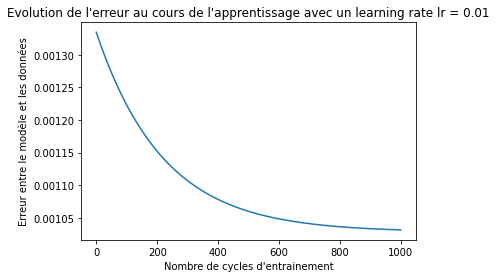 Evolution de l'erreur au cours de l'apprentissage avec un learning rate lr = 0.01
Erreur entre le modèle et les données
0.00130
0.00125
0.00120
0.00115
0.00110
0.00105
0 200 400 600 800 1000
Nombre de cycles d'entrainement